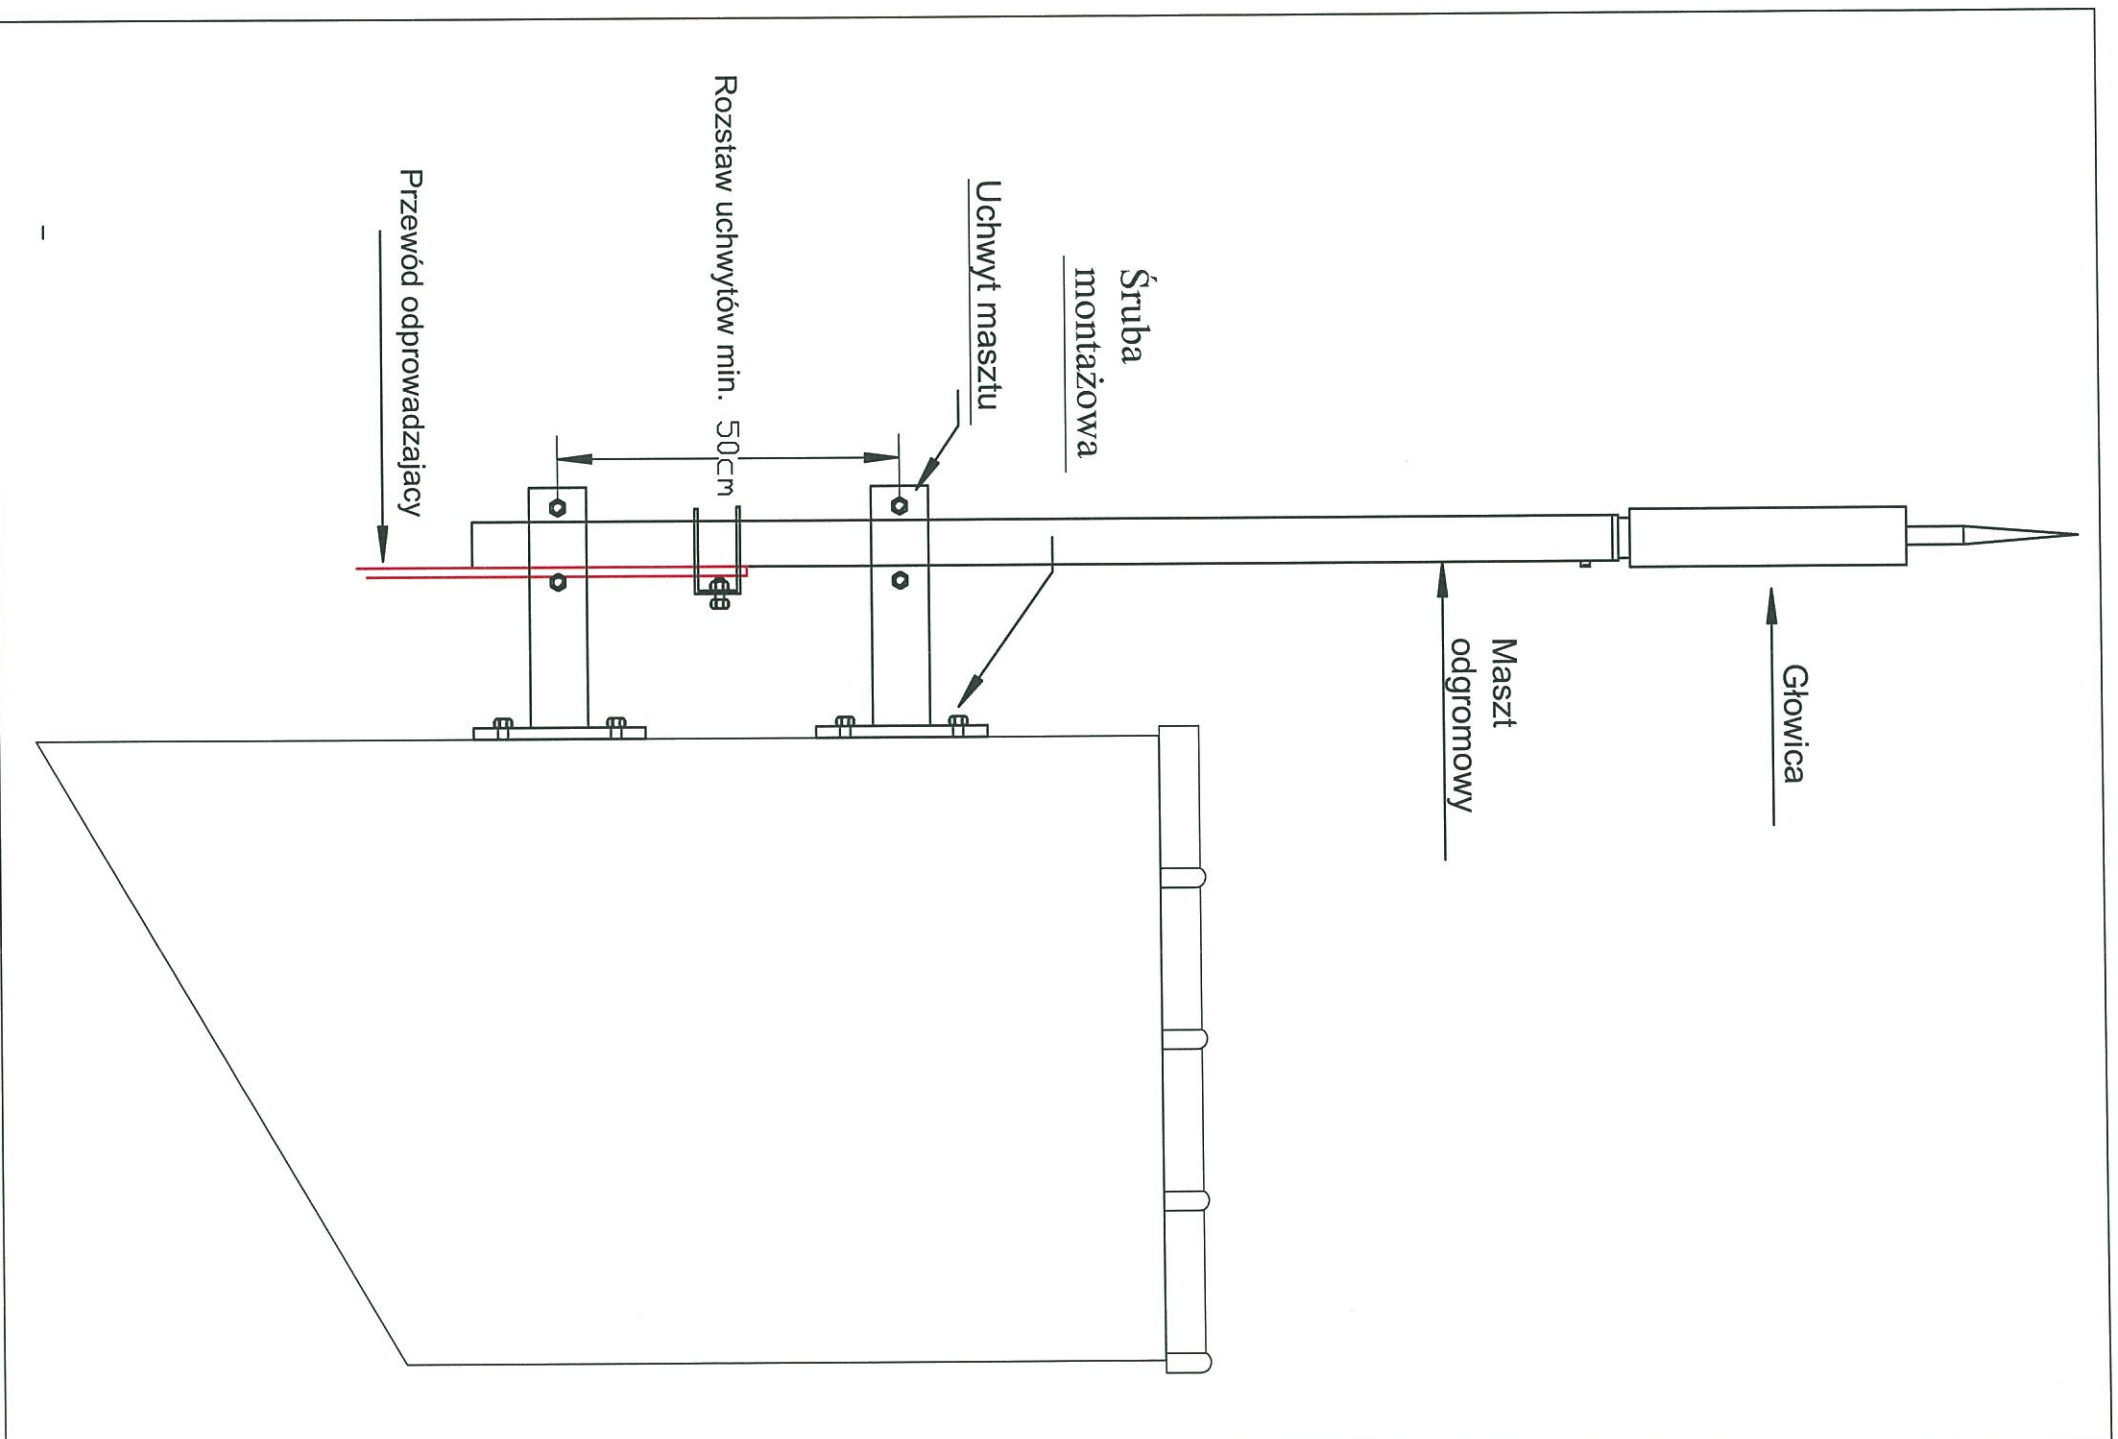 Głowica
Maszt
odgromowy
Śruba
montażowa
Uchwyt masztu
Rozstaw uchwytów min. 50cm
Przewód odprowadzajacy